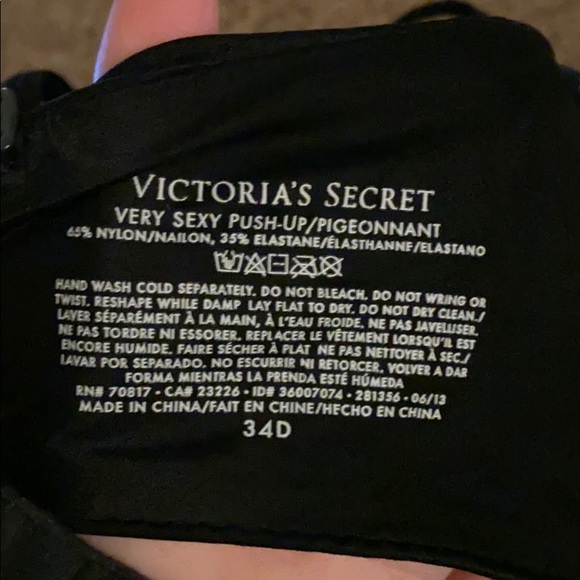 VICTORIA'S SECRET
VERY SEXY PUSH-UP/PIGEONNANT
65% NYLON/NAILON, 35% ELASTANE/ÉLASTHANNE/ELASTANO
HAND WASH COLD SEPARATELY. DO NOT BLEACH. DO NOT WRING OR
TWIST. RESHAPE WHILE DAMP LAY FLAT TO DRY. DO NOT DRY CLEAN./
LAVER SÉPARÉMENT À LA MAIN, À L'EAU FROIDE. NE PAS JAVELLISER.
NE PAS TORDRE NI ESSORER. REPLACER LE VÊTEMENT LORSQU'IL EST
ENCORE HUMIDE. FAIRE SÉCHER À PLAT NE PAS NETTOYER À SEC./
LAVAR POR SEPARADO. NO ESCURRIR NI RETORCER. VOLVER A DAR
FORMA MIENTRAS LA PRENDA ESTÉ HÚMEDA
RN# 70817 • CA# 23226 • ID# 36007074 • 281356 • 06/13
MADE IN CHINA/FAIT EN CHINE/HECHO EN CHINA
34D